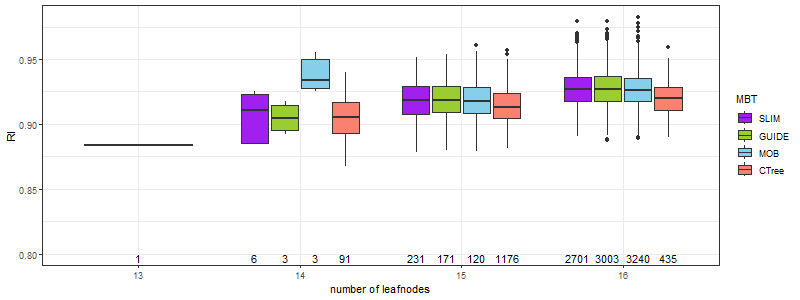 MBT
SLIM
GUIDE
MOB
CTree
RI
0.95
0.90
0.85
0.80
1 6 3 3 91 231 171 120 1176 2701 3003 3240 435
13 14 15 16
number of leafnodes